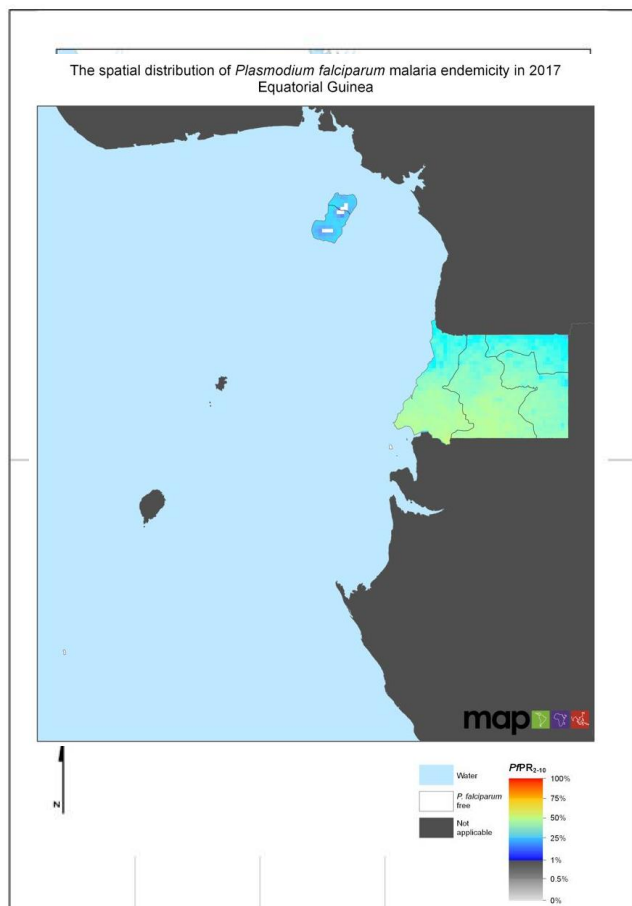 The spatial distribution of Plasmodium falciparum malaria endemicity in 2017
Equatorial Guinea
map
N
Water
P. falciparum
free
Not
applicable
PfPR2-10
100%
75%
50%
25%
1%
0.5%
0%